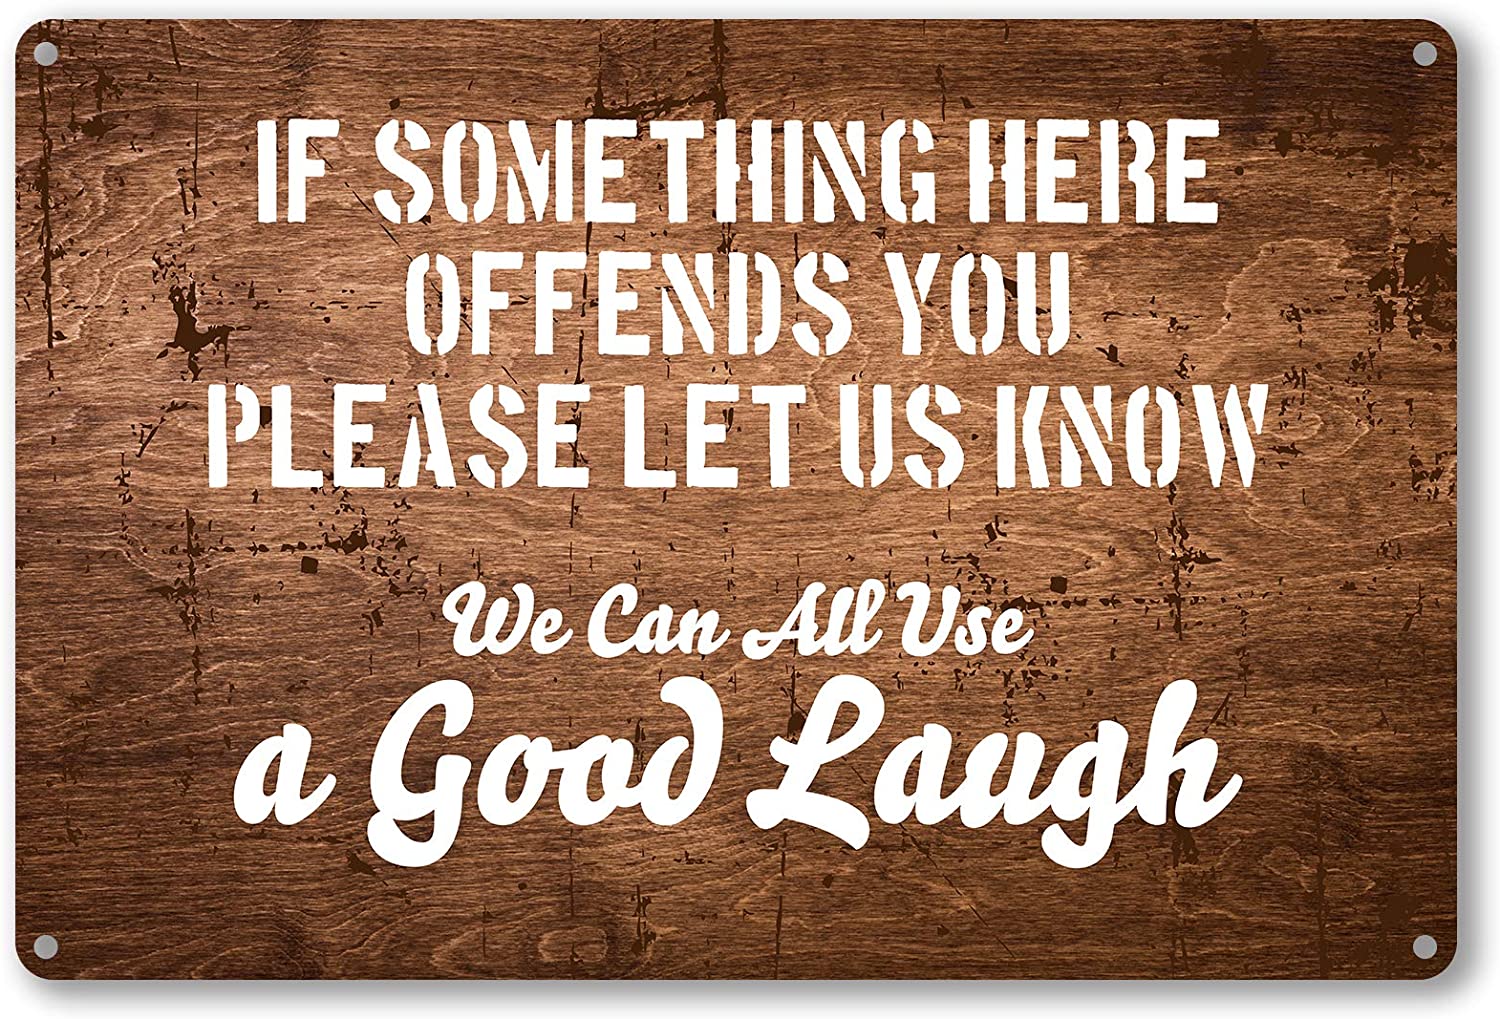 IF SOMETHING HERE
OFFENDS YOU
PLEASE LET US KNOW
We Can All Use
a Good Laugh